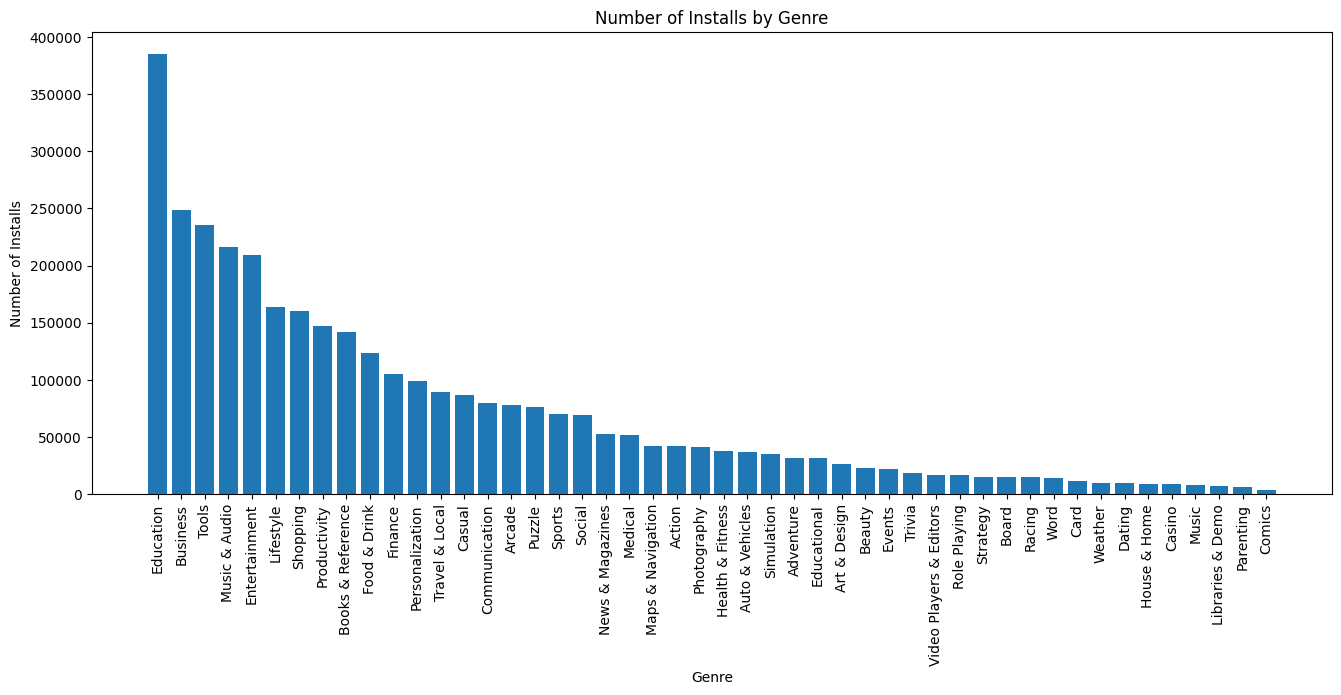 Number of Installs by Genre
Number of Installs
400000
350000
300000
250000
200000
150000
100000
50000
0
Education
Business
Tools
Music & Audio
Entertainment
Lifestyle
Shopping
Productivity
Books & Reference
Food & Drink
Finance
Personalization
Travel & Local
Casual
Communication
Arcade
Puzzle
Sports
Social
News & Magazines
Medical
Maps & Navigation
Action
Photography
Health & Fitness
Auto & Vehicles
Simulation
Adventure
Educational
Art & Design
Beauty
Events
Trivia
Video Players & Editors
Role Playing
Strategy
Board
Racing
Word
Card
Weather
Dating
House & Home
Casino
Music
Libraries & Demo
Parenting
Comics
Genre